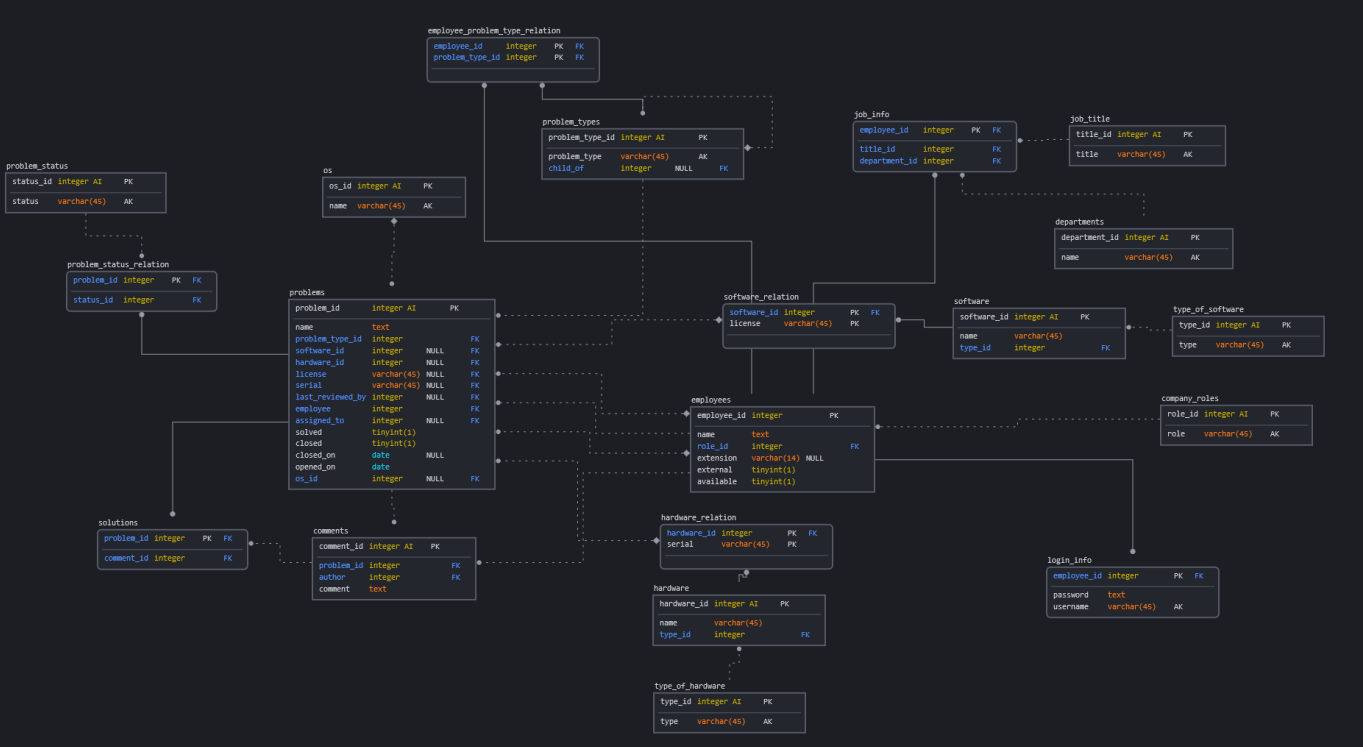 employee_problem_type_relation
employee_id integer PK FK
problem_type_id integer PK FK
problem_types
problem_type_id integer AI PK
problem_type varchar(45) AK
child_of integer NULL FK
job_info
employee_id integer PK FK
title_id integer FK
department_id integer FK
job_title
title_id integer AI PK
title varchar(45) AK
problem_status
status_id integer AI PK
status varchar(45) AK
os
os_id integer AI PK
name varchar(45) AK
departments
department_id integer AI PK
name varchar(45) AK
problem_status_relation
problem_id integer PK FK
status_id integer FK
problems
problem_id integer AI PK
name text
problem_type_id integer FK
software_id integer NULL FK
hardware_id integer NULL FK
license varchar(45) NULL FK
serial varchar(45) NULL FK
last_reviewed_by integer NULL FK
employee integer FK
assigned_to integer NULL FK
solved tinyint(1)
closed tinyint(1)
closed_on date NULL
opened_on date
os_id integer NULL FK
software_relation
software_id integer PK FK
license varchar(45) PK
software
software_id integer AI PK
name varchar(45)
type_id integer FK
type_of_software
type_id integer AI PK
type varchar(45) AK
employees
employee_id integer PK
name text
role_id integer FK
extension varchar(14) NULL
external tinyint(1)
available tinyint(1)
company_roles
role_id integer AI PK
role varchar(45) AK
solutions
problem_id integer PK FK
comment_id integer FK
comments
comment_id integer AI PK
problem_id integer FK
author integer FK
comment text
hardware_relation
hardware_id integer PK FK
serial varchar(45) PK
hardware
hardware_id integer AI PK
name varchar(45)
type_id integer FK
login_info
employee_id integer PK FK
password text
username varchar(45) AK
type_of_hardware
type_id integer AI PK
type varchar(45) AK